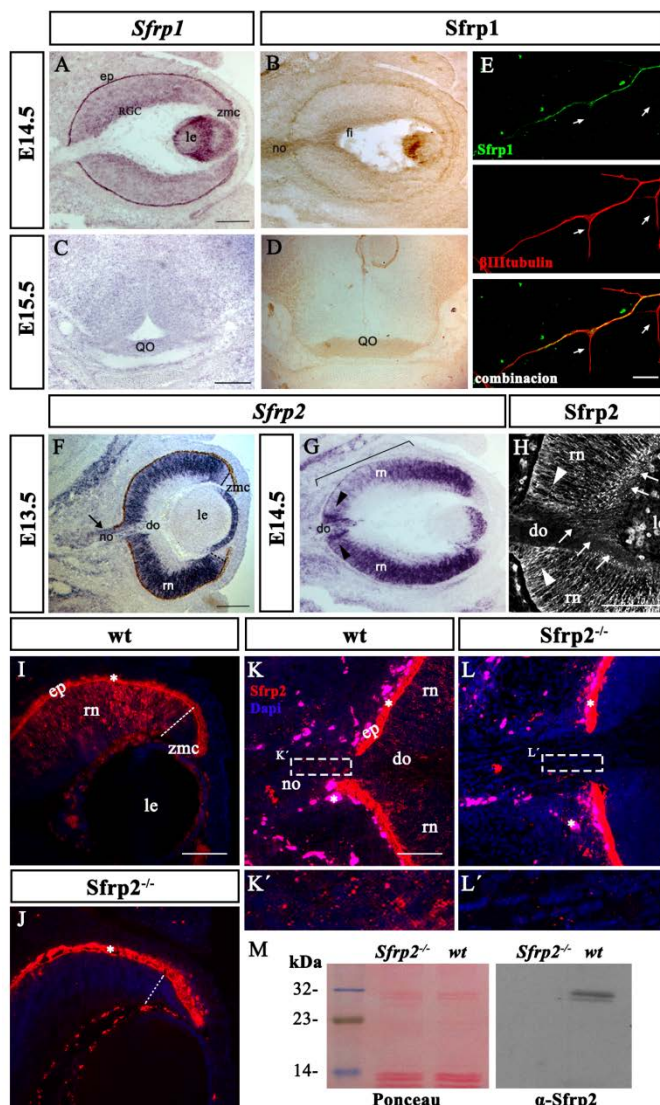 Sfrp1 Sfrp1
E14.5
A ep RGC zmc le
B fi no
E
Sfrp1
βIIItubulin
combinacion
E15.5
C QO
D QO
Sfrp2 Sfrp2
E13.5
F zmc le no do rn
E14.5
G rn do rn
H rn do rn
wt wt Sfrp2-/-
I ep * rn zmc le
K Sfrp2 Dapi * rn ep K´ do no * rn
L * L´ *
Sfrp2-/-
J *
K´ L´
M Sfrp2-/- wt Sfrp2-/- wt
kDa
32-
23-
14-
Ponceau α-Sfrp2